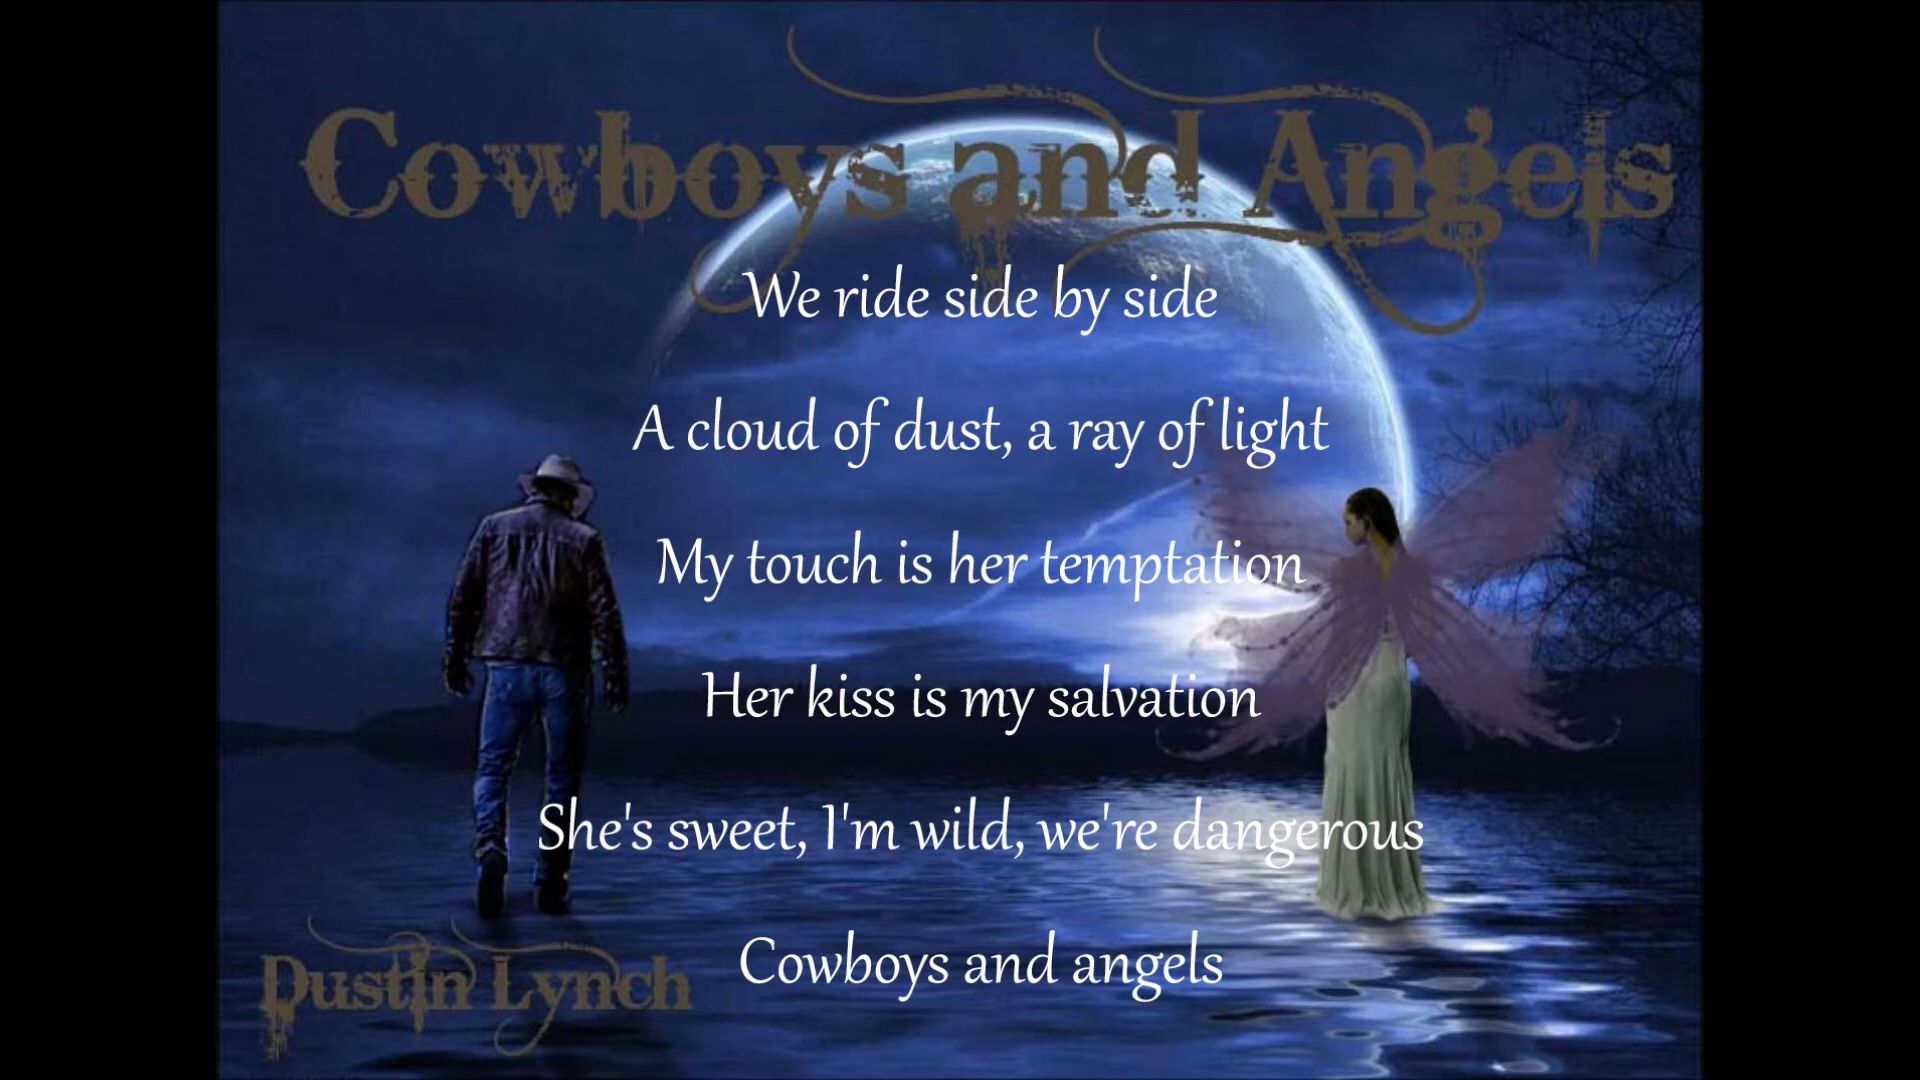 Cowboys and Angels
We ride side by side
A cloud of dust, a ray of light
My touch is her temptation
Her kiss is my salvation
She's sweet, I'm wild, we're dangerous
Cowboys and angels
Dustin Lynch